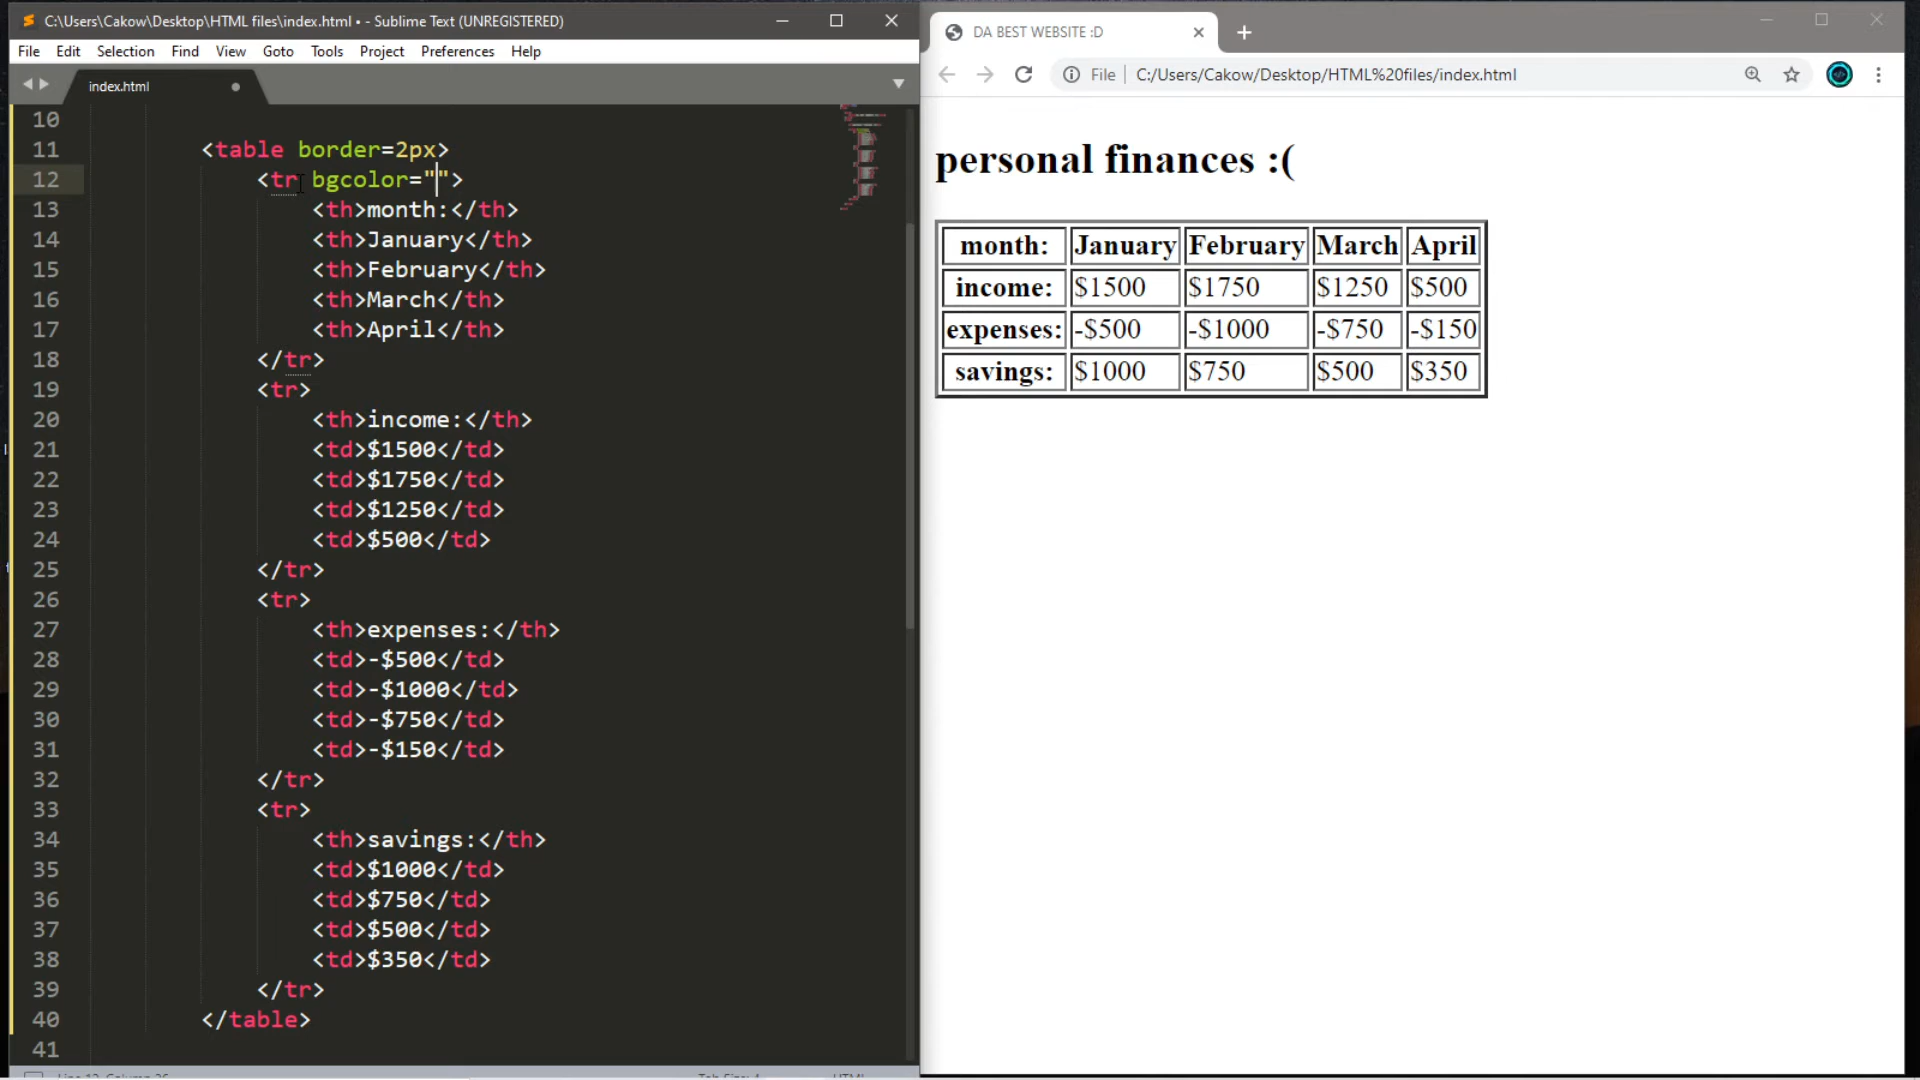 C:\Users\Cakow\Desktop\HTML files\index.html • - Sublime Text (UNREGISTERED)
File Edit Selection Find View Goto Tools Project Preferences Help
index.html
10
11 <table border=2px>
12 <tr bgcolor="">
13 <th>month:</th>
14 <th>January</th>
15 <th>February</th>
16 <th>March</th>
17 <th>April</th>
18 </tr>
19 <tr>
20 <th>income:</th>
21 <td>$1500</td>
22 <td>$1750</td>
23 <td>$1250</td>
24 <td>$500</td>
25 </tr>
26 <tr>
27 <th>expenses:</th>
28 <td>-$500</td>
29 <td>-$1000</td>
30 <td>-$750</td>
31 <td>-$150</td>
32 </tr>
33 <tr>
34 <th>savings:</th>
35 <td>$1000</td>
36 <td>$750</td>
37 <td>$500</td>
38 <td>$350</td>
39 </tr>
40 </table>
41
DA BEST WEBSITE :D
File C:/Users/Cakow/Desktop/HTML%20files/index.html
personal finances :(
month: January February March April
income: $1500 $1750 $1250 $500
expenses: -$500 -$1000 -$750 -$150
savings: $1000 $750 $500 $350